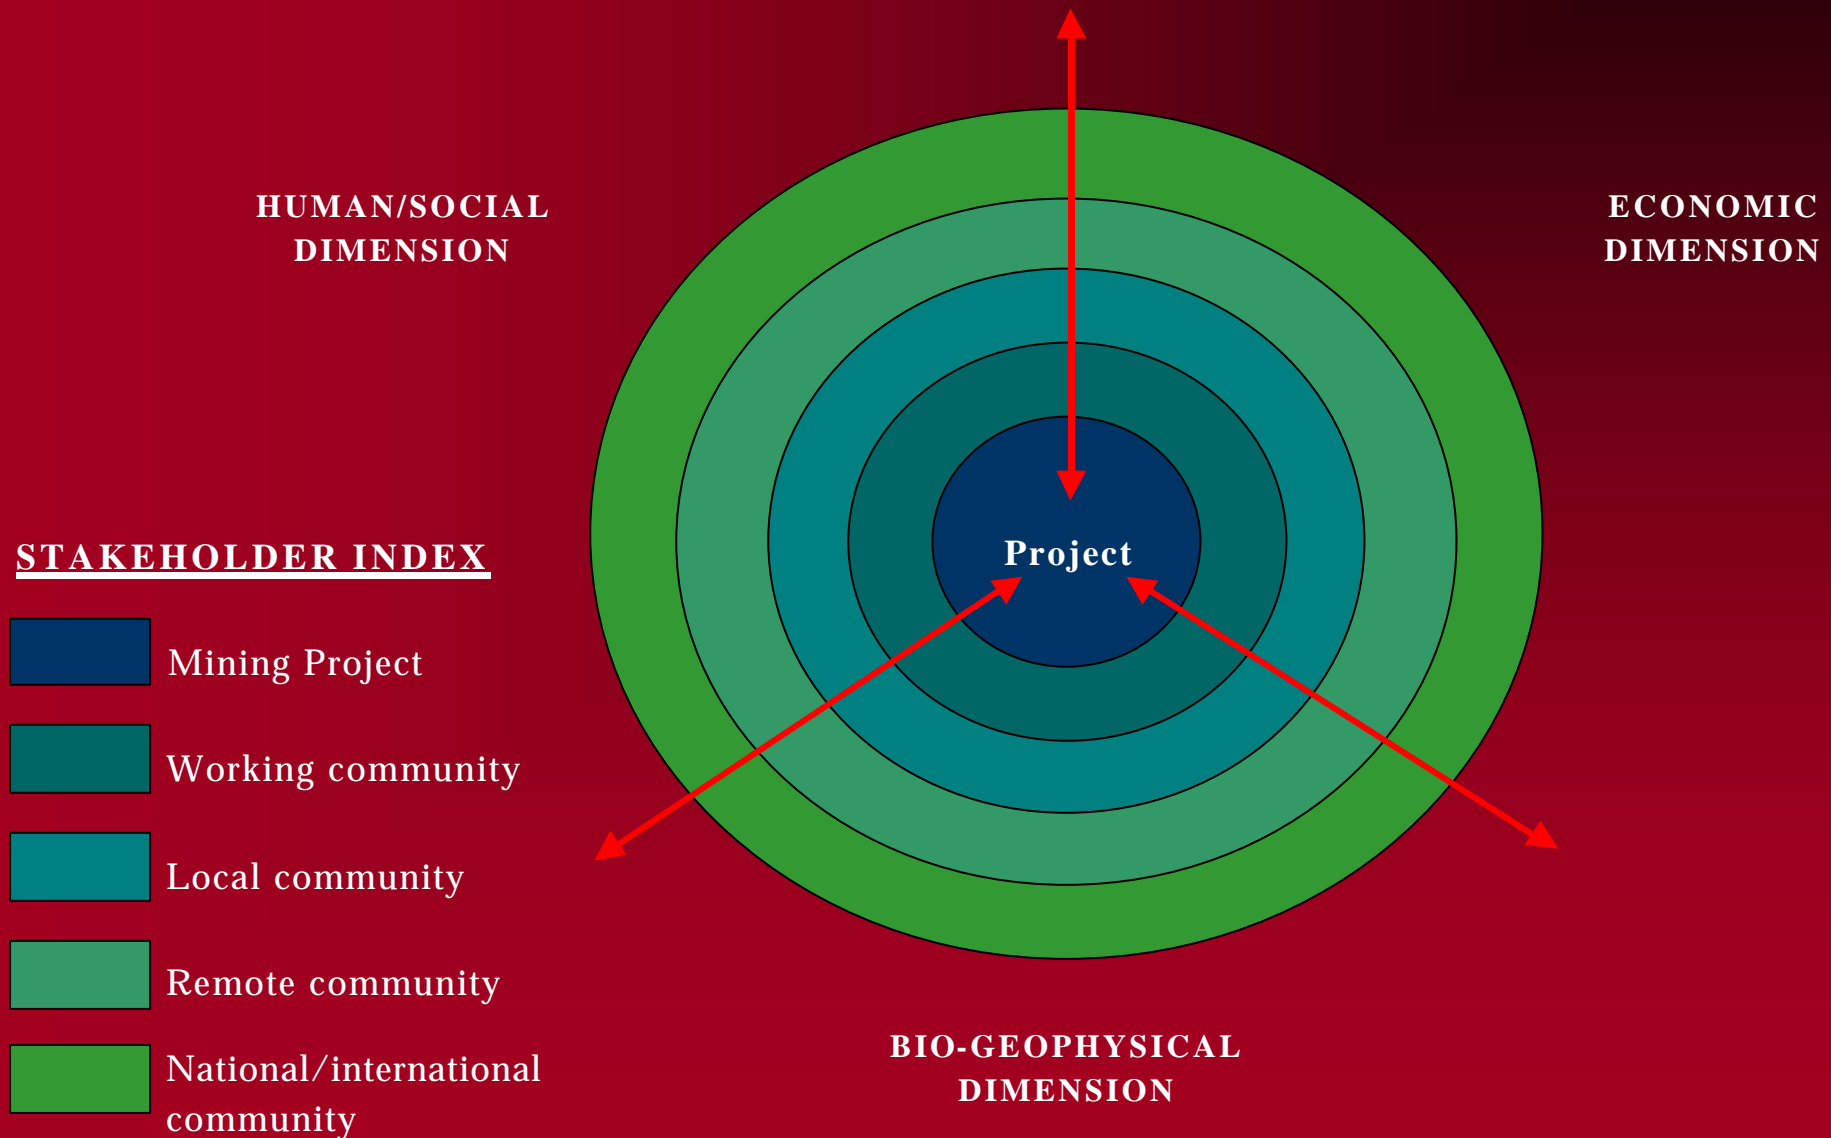 HUMAN/SOCIAL
DIMENSION
ECONOMIC
DIMENSION
Project
STAKEHOLDER INDEX
Mining Project
Working community
Local community
Remote community
National/international
community
BIO-GEOPHYSICAL
DIMENSION